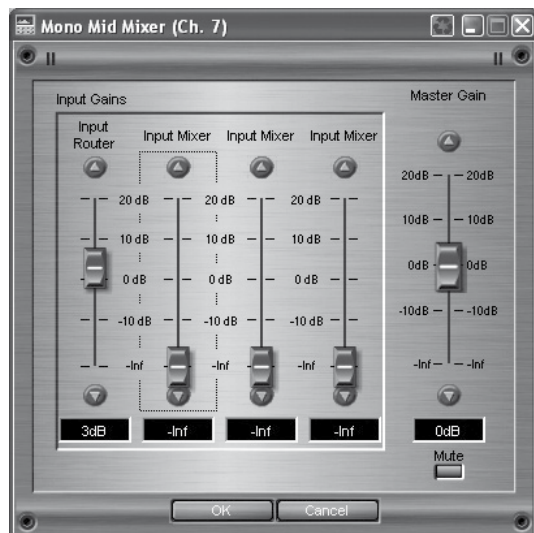 Mono Mid Mixer (Ch. 7)
Input Gains
Master Gain
Input Router
Input Mixer
Input Mixer
Input Mixer
20 dB 20 dB 20 dB
10 dB 10 dB 10 dB
0 dB 0 dB 0 dB
-10 dB -10 dB -10 dB
-Inf -Inf -Inf
3dB -Inf -Inf -Inf
20dB 20dB
10dB 10dB
0dB 0dB
-10dB -10dB
-Inf -Inf
0dB
Mute
OK Cancel